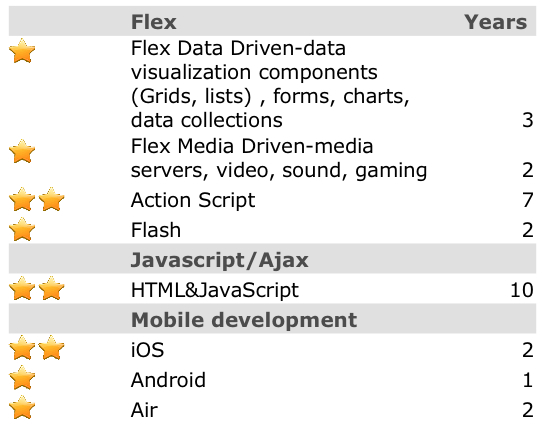 Flex Years
Flex Data Driven-data
visualization components
(Grids, lists) , forms, charts,
data collections 3
Flex Media Driven-media
servers, video, sound, gaming 2
Action Script 7
Flash 2
Javascript/Ajax
HTML&JavaScript 10
Mobile development
iOS 2
Android 1
Air 2